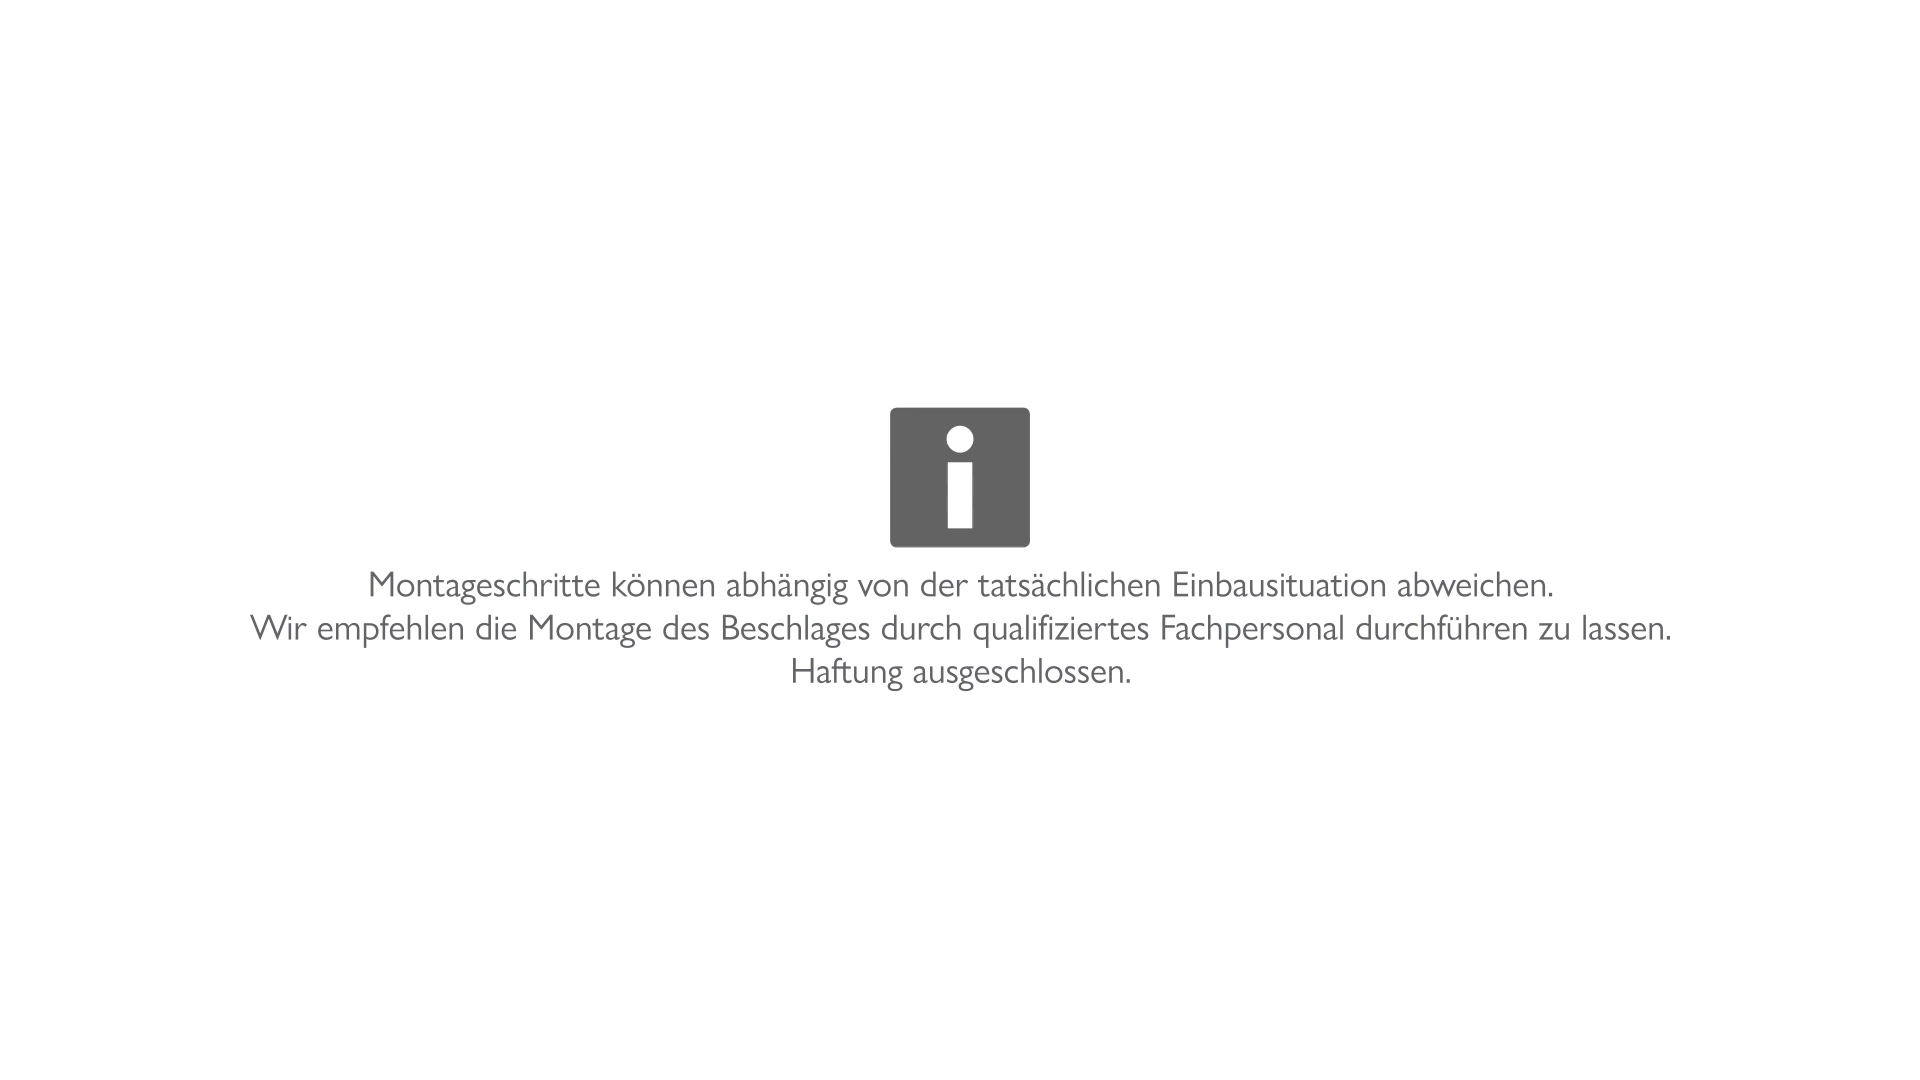 Montageschritte können abhängig von der tatsächlichen Einbausituation abweichen.
Wir empfehlen die Montage des Beschlages durch qualifiziertes Fachpersonal durchführen zu lassen.
Haftung ausgeschlossen.